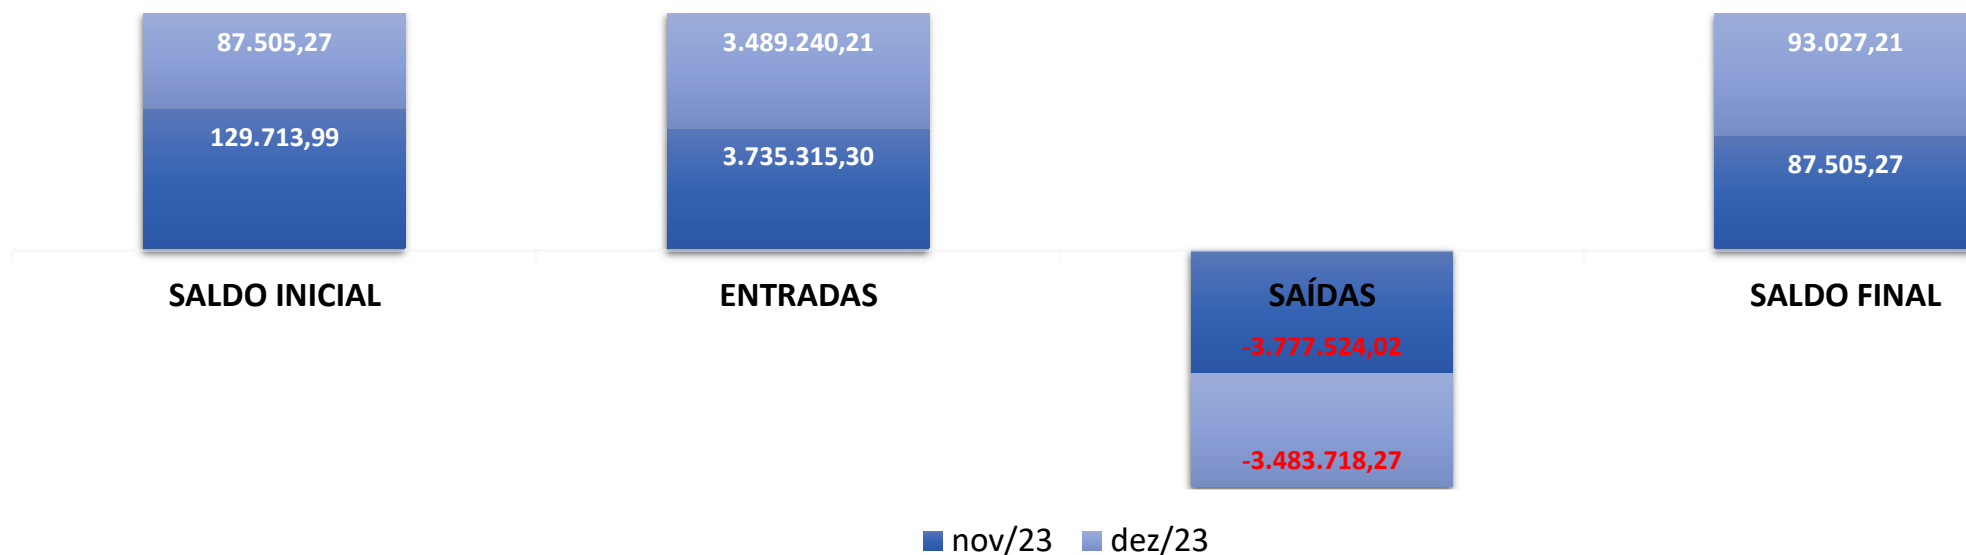 87.505,27
3.489.240,21
93.027,21
129.713,99
3.735.315,30
87.505,27
SALDO INICIAL
ENTRADAS
SAÍDAS
SALDO FINAL
-3.777.524,02
-3.483.718,27
nov/23
dez/23